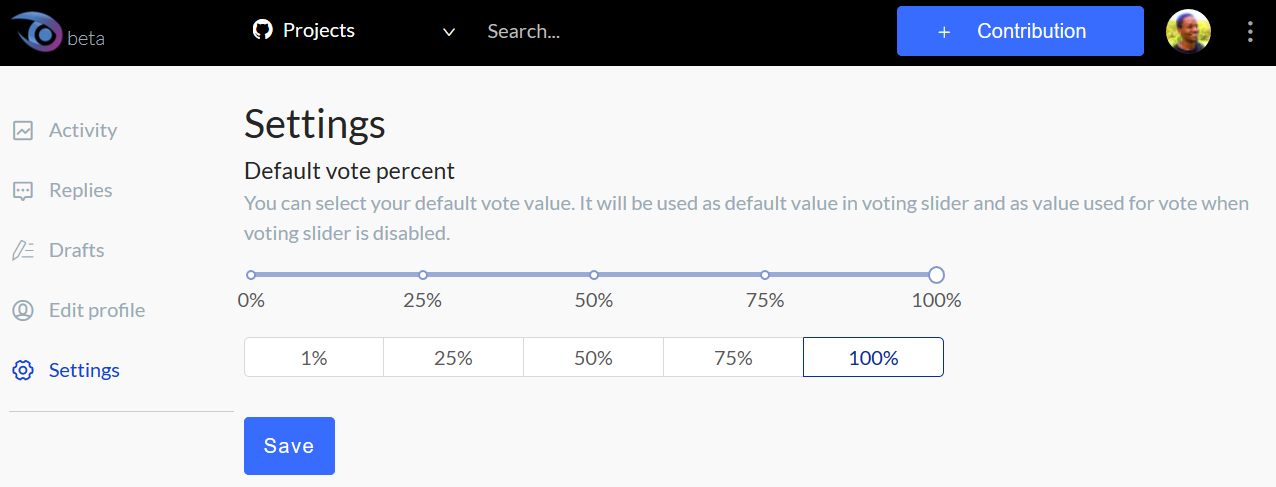 beta
Projects
Search...
+ Contribution
Activity
Replies
Drafts
Edit profile
Settings
Settings
Default vote percent
You can select your default vote value. It will be used as default value in voting slider and as value used for vote when
voting slider is disabled.
0% 25% 50% 75% 100%
1% 25% 50% 75% 100%
Save